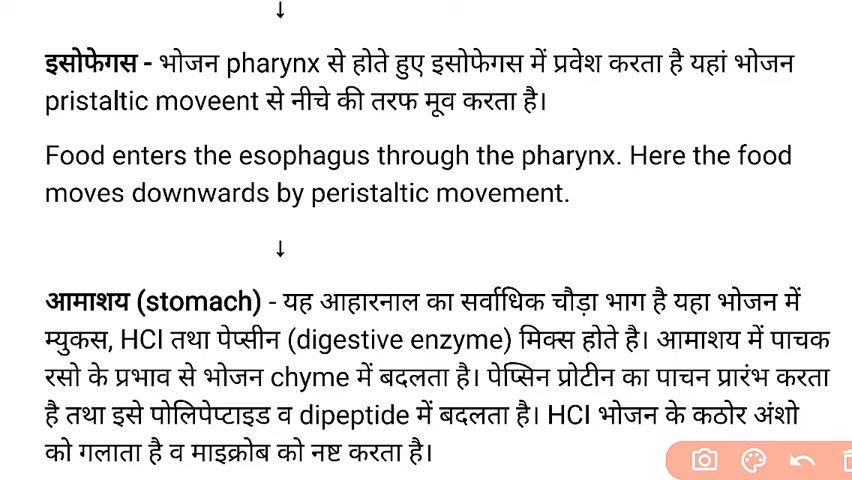 ↓
इसोफेगस - भोजन pharynx से होते हुए इसोफेगस में प्रवेश करता है यहां भोजन
pristaltic moveent से नीचे की तरफ मूव करता है।
Food enters the esophagus through the pharynx. Here the food
moves downwards by peristaltic movement.
↓
आमाशय (stomach) - यह आहारनाल का सर्वाधिक चौड़ा भाग है यहा भोजन में
म्युकस, HCl तथा पेप्सीन (digestive enzyme) मिक्स होते है। आमाशय में पाचक
रसो के प्रभाव से भोजन chyme में बदलता है। पेप्सिन प्रोटीन का पाचन प्रारंभ करता
है तथा इसे पोलिपेप्टाइड व dipeptide में बदलता है। HCl भोजन के कठोर अंशो
को गलाता है व माइक्रोब को नष्ट करता है।